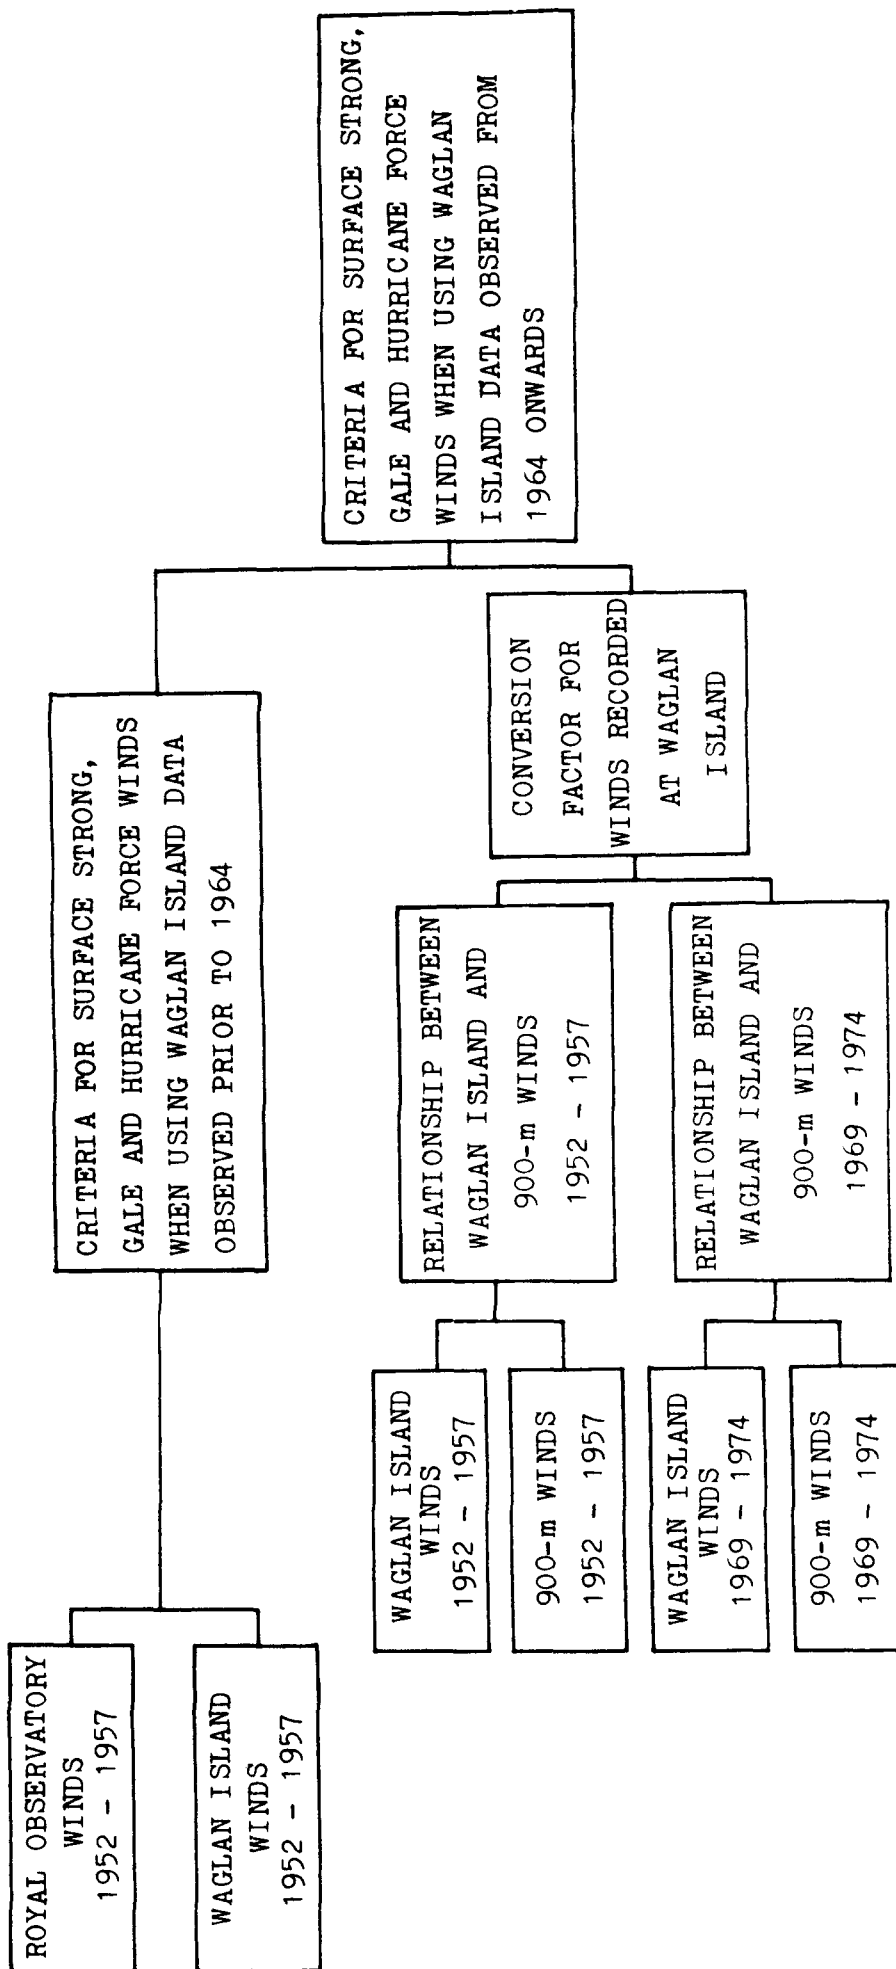 ROYAL OBSERVATORY
WINDS
1952 - 1957
WAGLAN ISLAND
WINDS
1952 - 1957
CRITERIA FOR SURFACE STRONG,
GALE AND HURRICANE FORCE WINDS
WHEN USING WAGLAN ISLAND DATA
OBSERVED PRIOR TO 1964
WAGLAN ISLAND
WINDS
1952 - 1957
900-m WINDS
1952 - 1957
WAGLAN ISLAND
WINDS
1969 - 1974
900-m WINDS
1969 - 1974
RELATIONSHIP BETWEEN
WAGLAN ISLAND AND
900-m WINDS
1952 - 1957
RELATIONSHIP BETWEEN
WAGLAN ISLAND AND
900-m WINDS
1969 - 1974
CONVERSION
FACTOR FOR
WINDS RECORDED
AT WAGLAN
ISLAND
CRITERIA FOR SURFACE STRONG,
GALE AND HURRICANE FORCE
WINDS WHEN USING WAGLAN
ISLAND DATA OBSERVED FROM
1964 ONWARDS